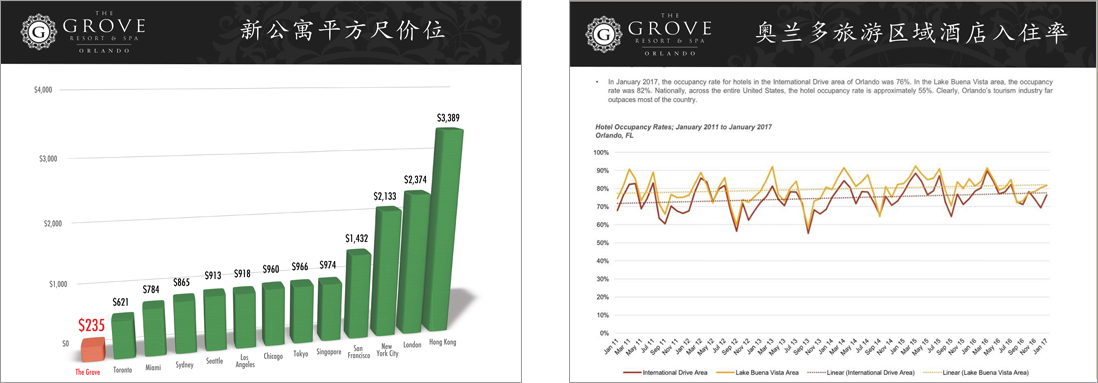 THE
GROVE
RESORT & SPA
ORLANDO
新公寓平方尺价位
$4,000
$3,000
$2,000
$1,000
$0
$235
$621
$784
$865
$913
$918
$960
$966
$974
$1,432
$2,133
$2,374
$3,389
The Grove
Toronto
Miami
Sydney
Seattle
Los
Angeles
Chicago
Tokyo
Singapore
San
Francisco
New
York City
London
Hong Kong
THE
GROVE
RESORT & SPA
ORLANDO
奥兰多旅游区域酒店入住率
• In January 2017, the occupancy rate for hotels in the International Drive area of Orlando was 76%. In the Lake Buena Vista area, the occupancy
rate was 82%. Nationally, across the entire United States, the hotel occupancy rate is approximately 55%. Clearly, Orlando's tourism industry far
outpaces most of the country.
Hotel Occupancy Rates; January 2011 to January 2017
Orlando, FL
100%
90%
80%
70%
60%
50%
40%
30%
20%
10%
0%
Jan 11
Mar 11
May 11
Jul 11
Sep 11
Nov 11
Jan 12
Mar 12
May 12
Jul 12
Sep 12
Nov 12
Jan 13
Mar 13
May 13
Jul 13
Sep 13
Nov 13
Jan 14
Mar 14
May 14
Jul 14
Sep 14
Nov 14
Jan 15
Mar 15
May 15
Jul 15
Sep 15
Nov 15
Jan 16
Mar 16
May 16
Jul 16
Sep 16
Nov 16
Jan 17
International Drive Area
Lake Buena Vista Area
Linear (International Drive Area)
Linear (Lake Buena Vista Area)